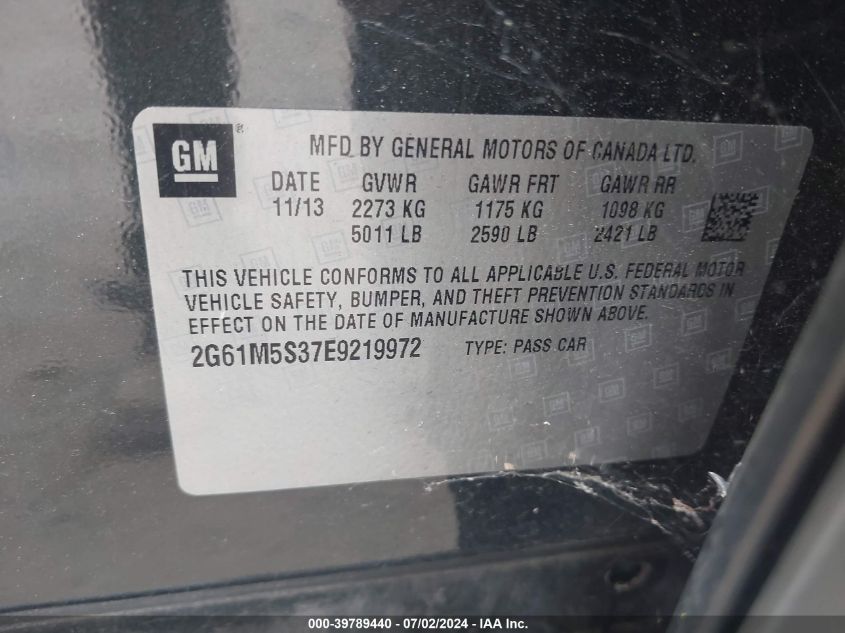 GM®
MFD BY GENERAL MOTORS OF CANADA LTD.
DATE GVWR GAWR FRT GAWR RR
11/13 2273 KG 1175 KG 1098 KG
5011 LB 2590 LB 2421 LB
THIS VEHICLE CONFORMS TO ALL APPLICABLE U.S. FEDERAL MOTOR
VEHICLE SAFETY, BUMPER, AND THEFT PREVENTION STANDARDS IN
EFFECT ON THE DATE OF MANUFACTURE SHOWN ABOVE.
2G61M5S37E9219972 TYPE: PASS CAR
000-39789440 - 07/02/2024 - IAA Inc.